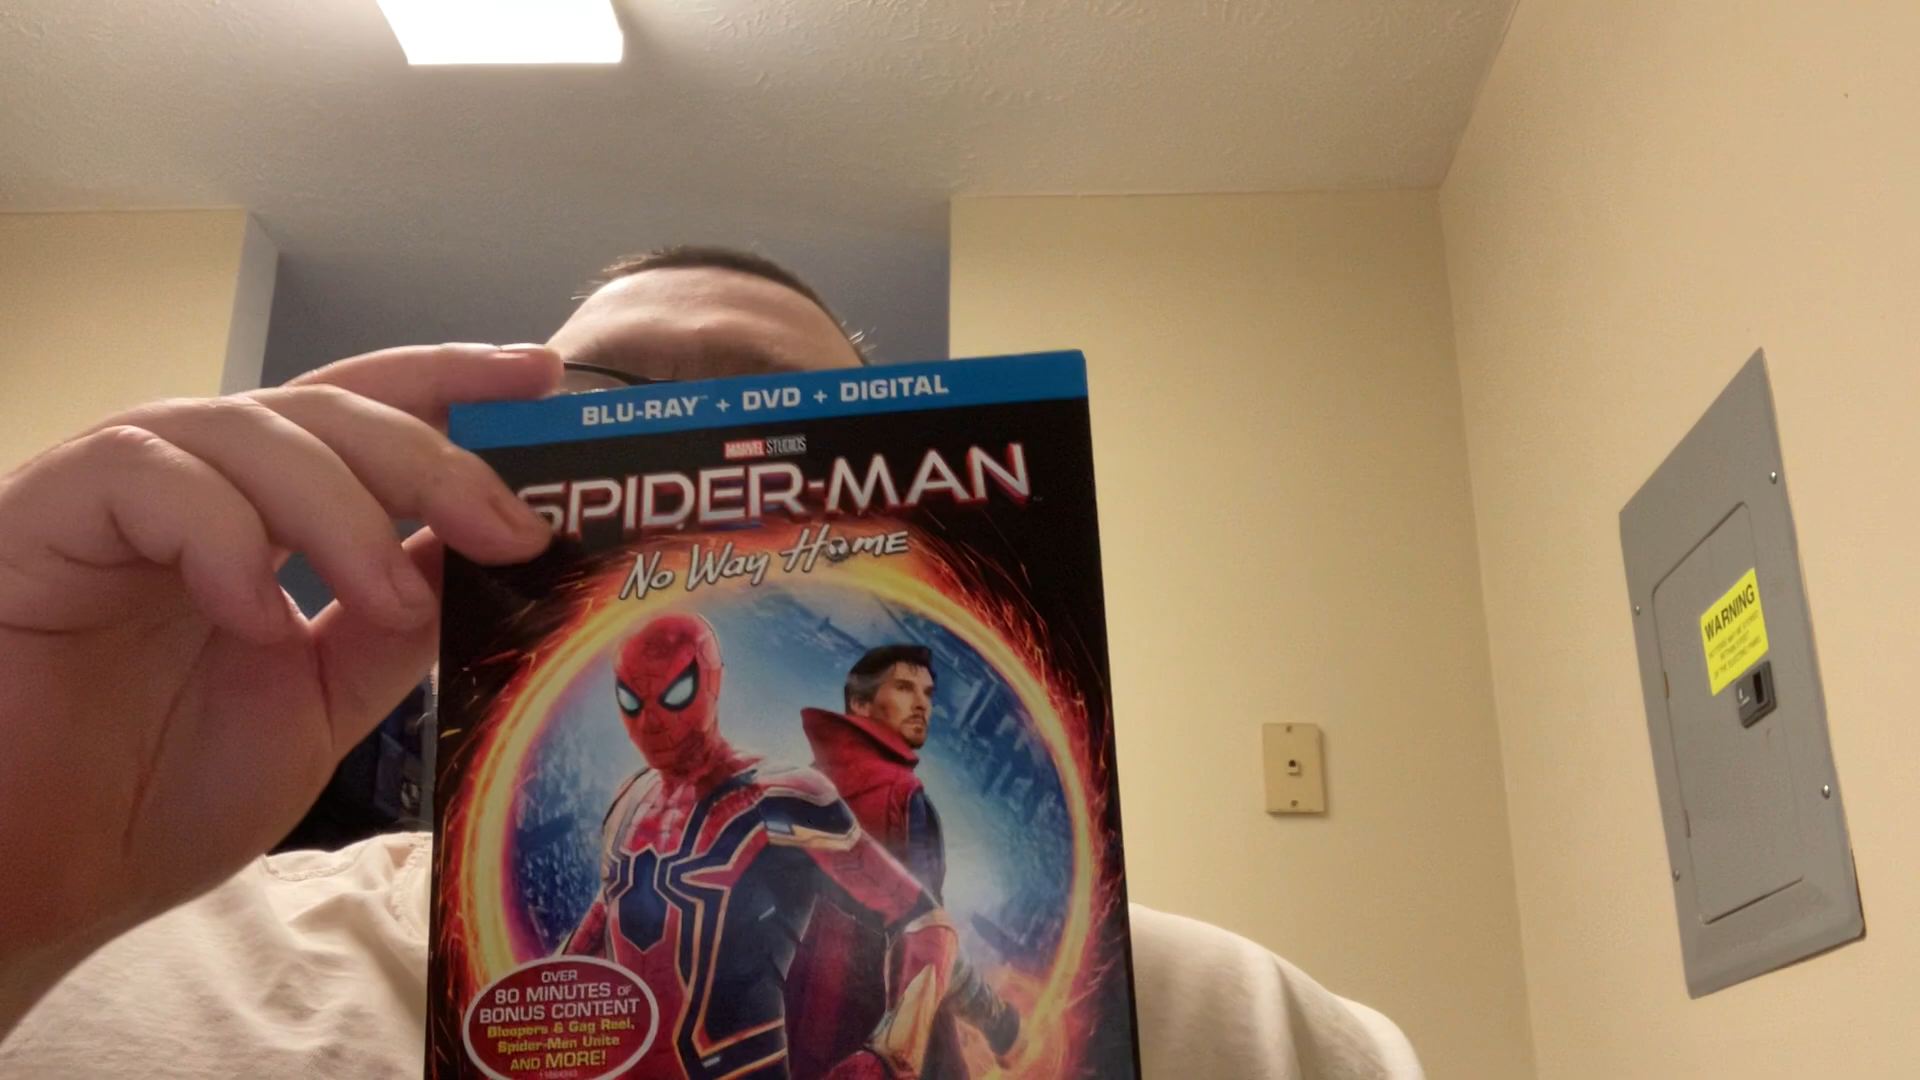 BLU-RAY™ + DVD + DIGITAL
MARVEL STUDIOS
SPIDER-MAN
NO WAY HOME
OVER
80 MINUTES OF
BONUS CONTENT
Bloopers & Gag Reel,
Spider-Men Unite
AND MORE!
WARNING